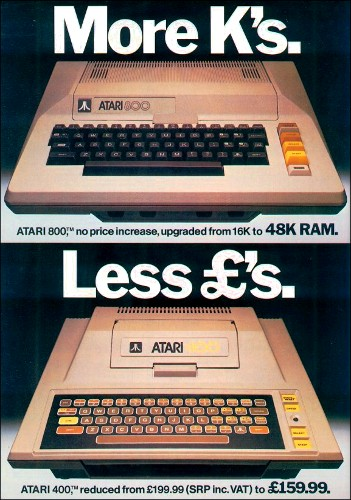 More K's.
ATARI 800
ATARI 800,™ no price increase, upgraded from 16K to 48K RAM.
Less £'s.
ATARI 400
ATARI 400,™ reduced from £199.99 (SRP inc. VAT) to £159.99.